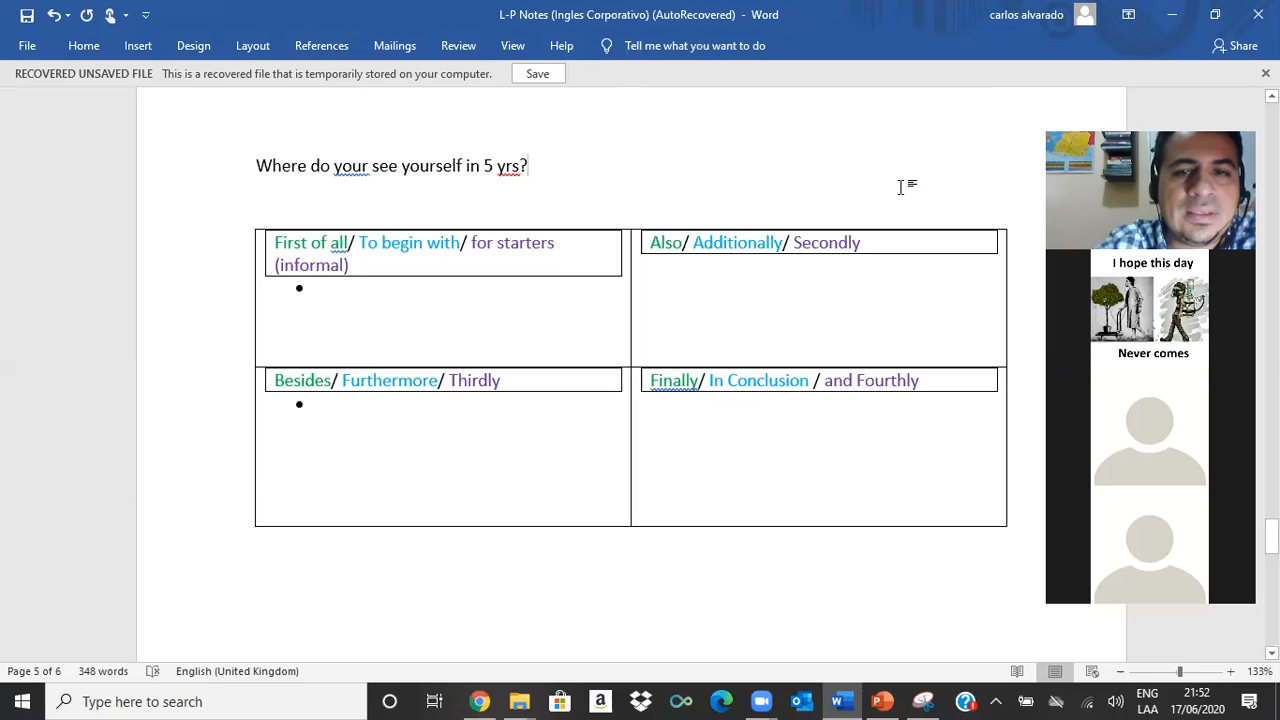 L-P Notes (Ingles Corporativo) (AutoRecovered) - Word
carlos alvarado
File Home Insert Design Layout References Mailings Review View Help Tell me what you want to do Share
RECOVERED UNSAVED FILE This is a recovered file that is temporarily stored on your computer. Save
Where do your see yourself in 5 yrs?
First of all/ To begin with/ for starters
(informal)
Also/ Additionally/ Secondly
Besides/ Furthermore/ Thirdly
Finally/ In Conclusion / and Fourthly
I hope this day
Never comes
Page 5 of 6 348 words English (United Kingdom) 133%
Type here to search
ENG 21:52
LAA 17/06/2020